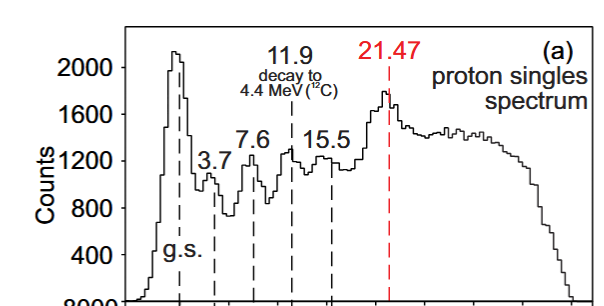 21.47
(a)
11.9
decay to
4.4 MeV (¹²C)
proton singles
spectrum
2000
1600
1200
800
400
Counts
3.7
7.6
15.5
g.s.
8000